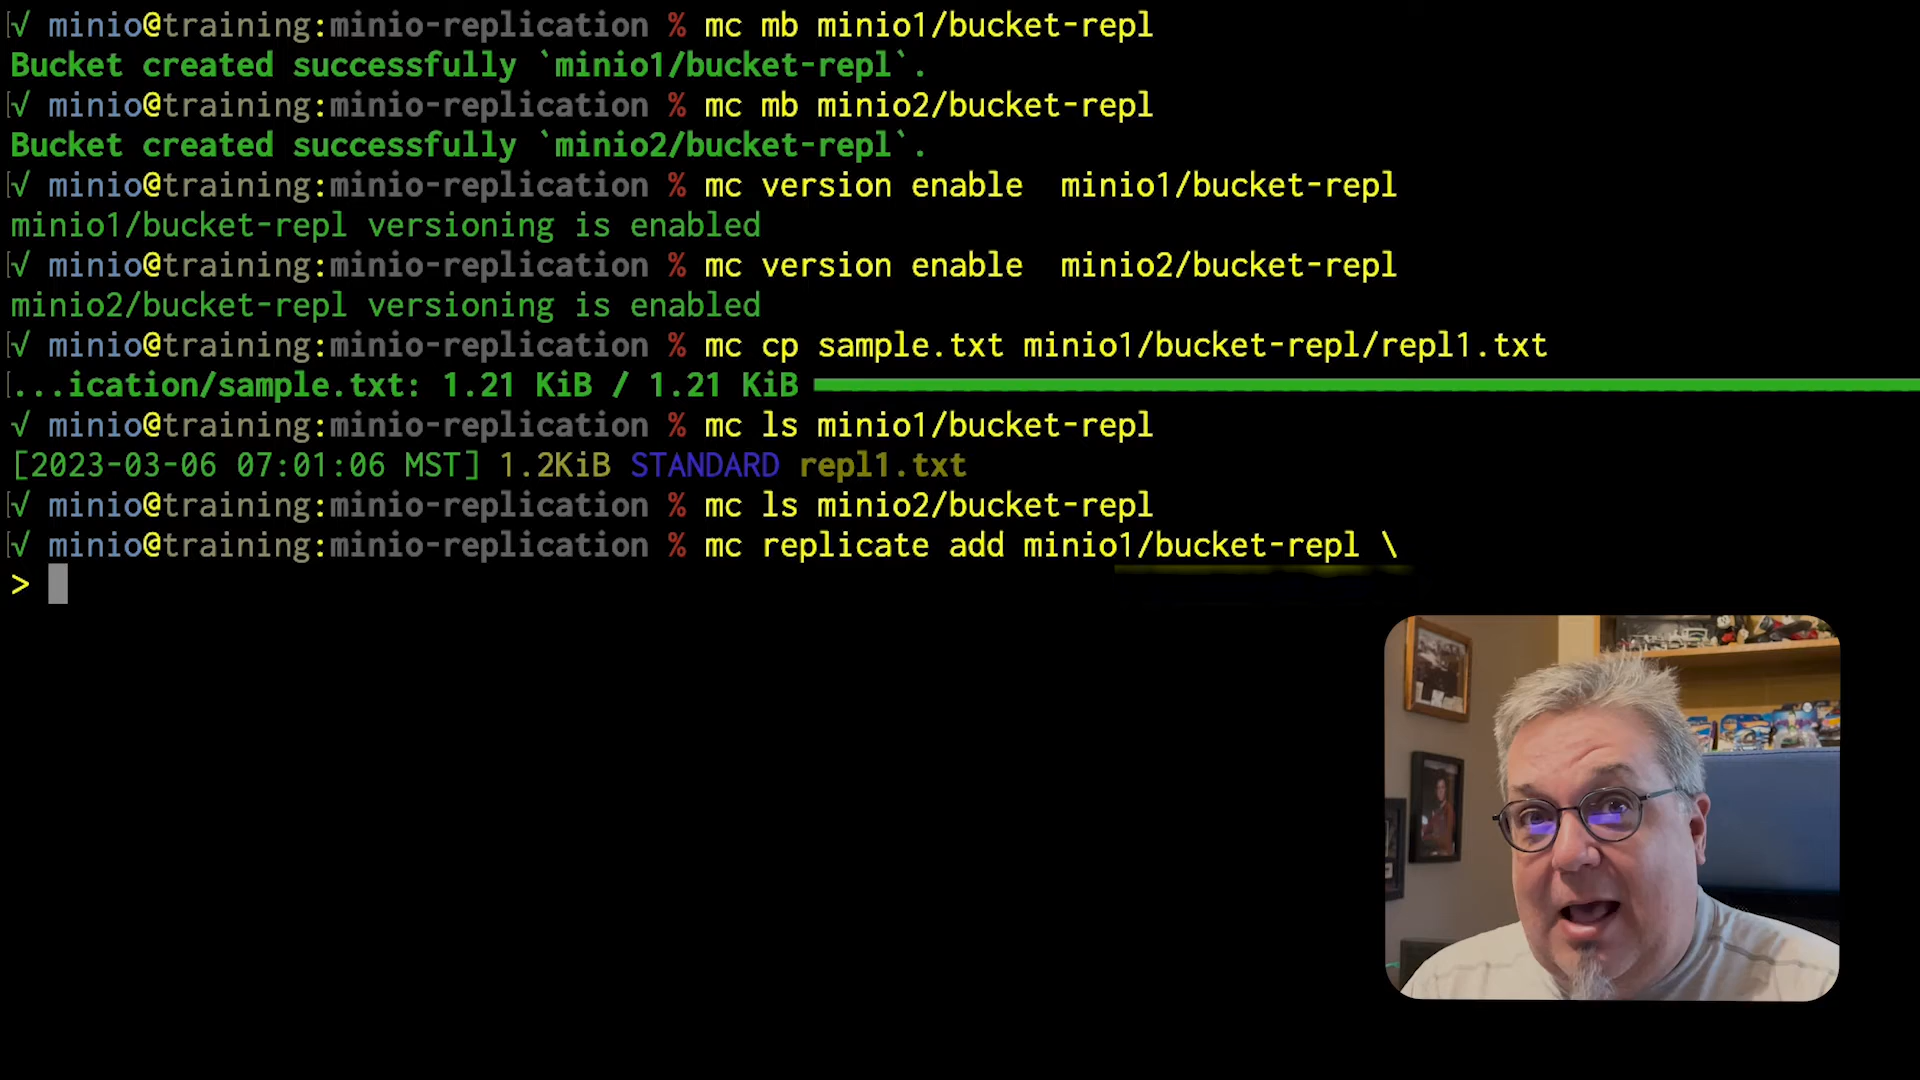 [√ minio@training:minio-replication % mc mb minio1/bucket-repl
Bucket created successfully `minio1/bucket-repl`.
[√ minio@training:minio-replication % mc mb minio2/bucket-repl
Bucket created successfully `minio2/bucket-repl`.
[√ minio@training:minio-replication % mc version enable  minio1/bucket-repl
minio1/bucket-repl versioning is enabled
[√ minio@training:minio-replication % mc version enable  minio2/bucket-repl
minio2/bucket-repl versioning is enabled
[√ minio@training:minio-replication % mc cp sample.txt minio1/bucket-repl/repl1.txt
[...ication/sample.txt: 1.21 KiB / 1.21 KiB
[√ minio@training:minio-replication % mc ls minio1/bucket-repl
[2023-03-06 07:01:06 MST] 1.2KiB STANDARD repl1.txt
[√ minio@training:minio-replication % mc ls minio2/bucket-repl
[√ minio@training:minio-replication % mc replicate add minio1/bucket-repl \
>